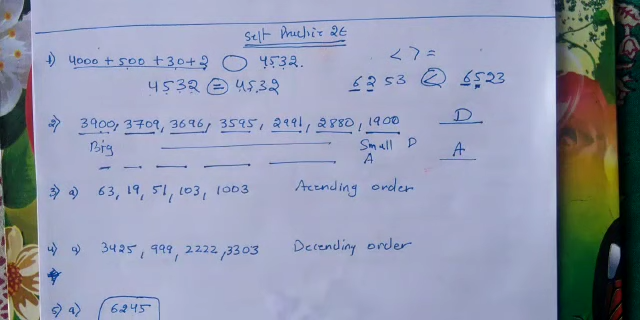 Self Practice 2E
1) 4000 + 500 + 30 + 2 ○ 4532. < > =
4532 = 4532 6253 < 6523
2) 3900, 3709, 3696, 3595, 2991, 2880, 1900 D
Big Small D A
A
3) a) 63, 19, 51, 103, 1003 Acending order
4) a) 3425, 999, 2222, 3303 Decending order
5) a) 6245